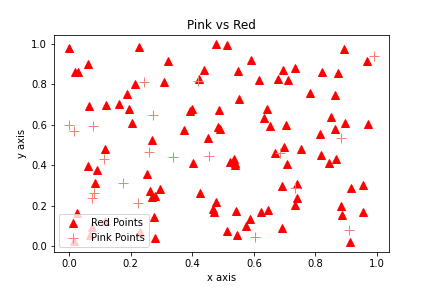 Pink vs Red
1.0
0.8
0.6
0.4
0.2
0.0
y axis
Red Points
Pink Points
0.0 0.2 0.4 0.6 0.8 1.0
x axis